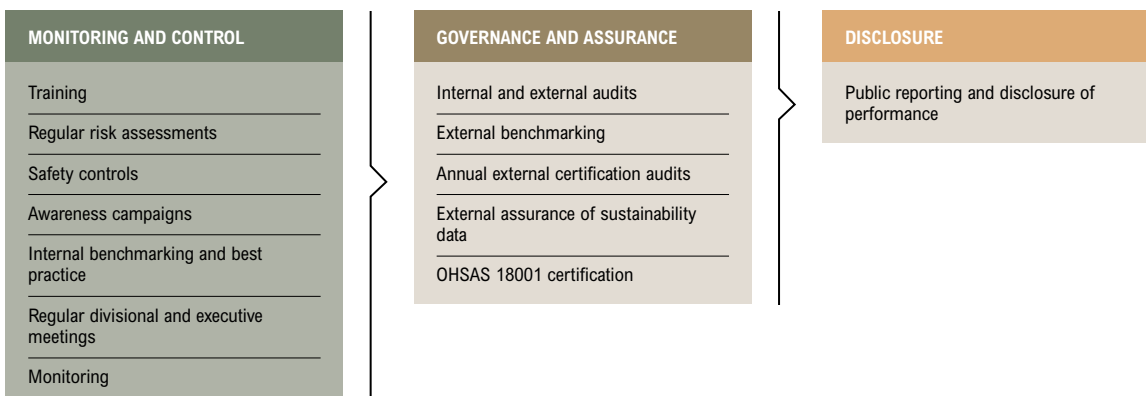 MONITORING AND CONTROL
Training
Regular risk assessments
Safety controls
Awareness campaigns
Internal benchmarking and best
practice
Regular divisional and executive
meetings
Monitoring
GOVERNANCE AND ASSURANCE
Internal and external audits
External benchmarking
Annual external certification audits
External assurance of sustainability
data
OHSAS 18001 certification
DISCLOSURE
Public reporting and disclosure of
performance